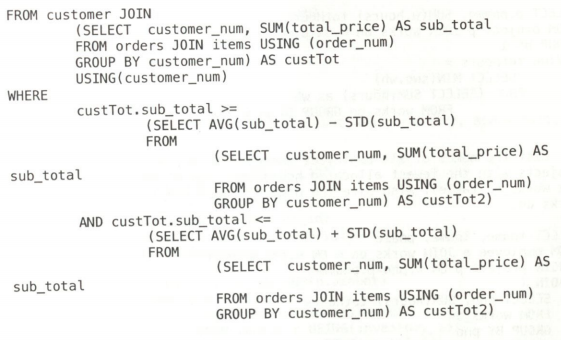 FROM customer JOIN
(SELECT customer_num, SUM(total_price) AS sub_total
FROM orders JOIN items USING (order_num)
GROUP BY customer_num) AS custTot
USING(customer_num)
WHERE
custTot.sub_total >=
(SELECT AVG(sub_total) – STD(sub_total)
FROM
(SELECT customer_num, SUM(total_price) AS
sub_total
FROM orders JOIN items USING (order_num)
GROUP BY customer_num) AS custTot2)
AND custTot.sub_total <=
(SELECT AVG(sub_total) + STD(sub_total)
FROM
(SELECT customer_num, SUM(total_price) AS
sub_total
FROM orders JOIN items USING (order_num)
GROUP BY customer_num) AS custTot2)